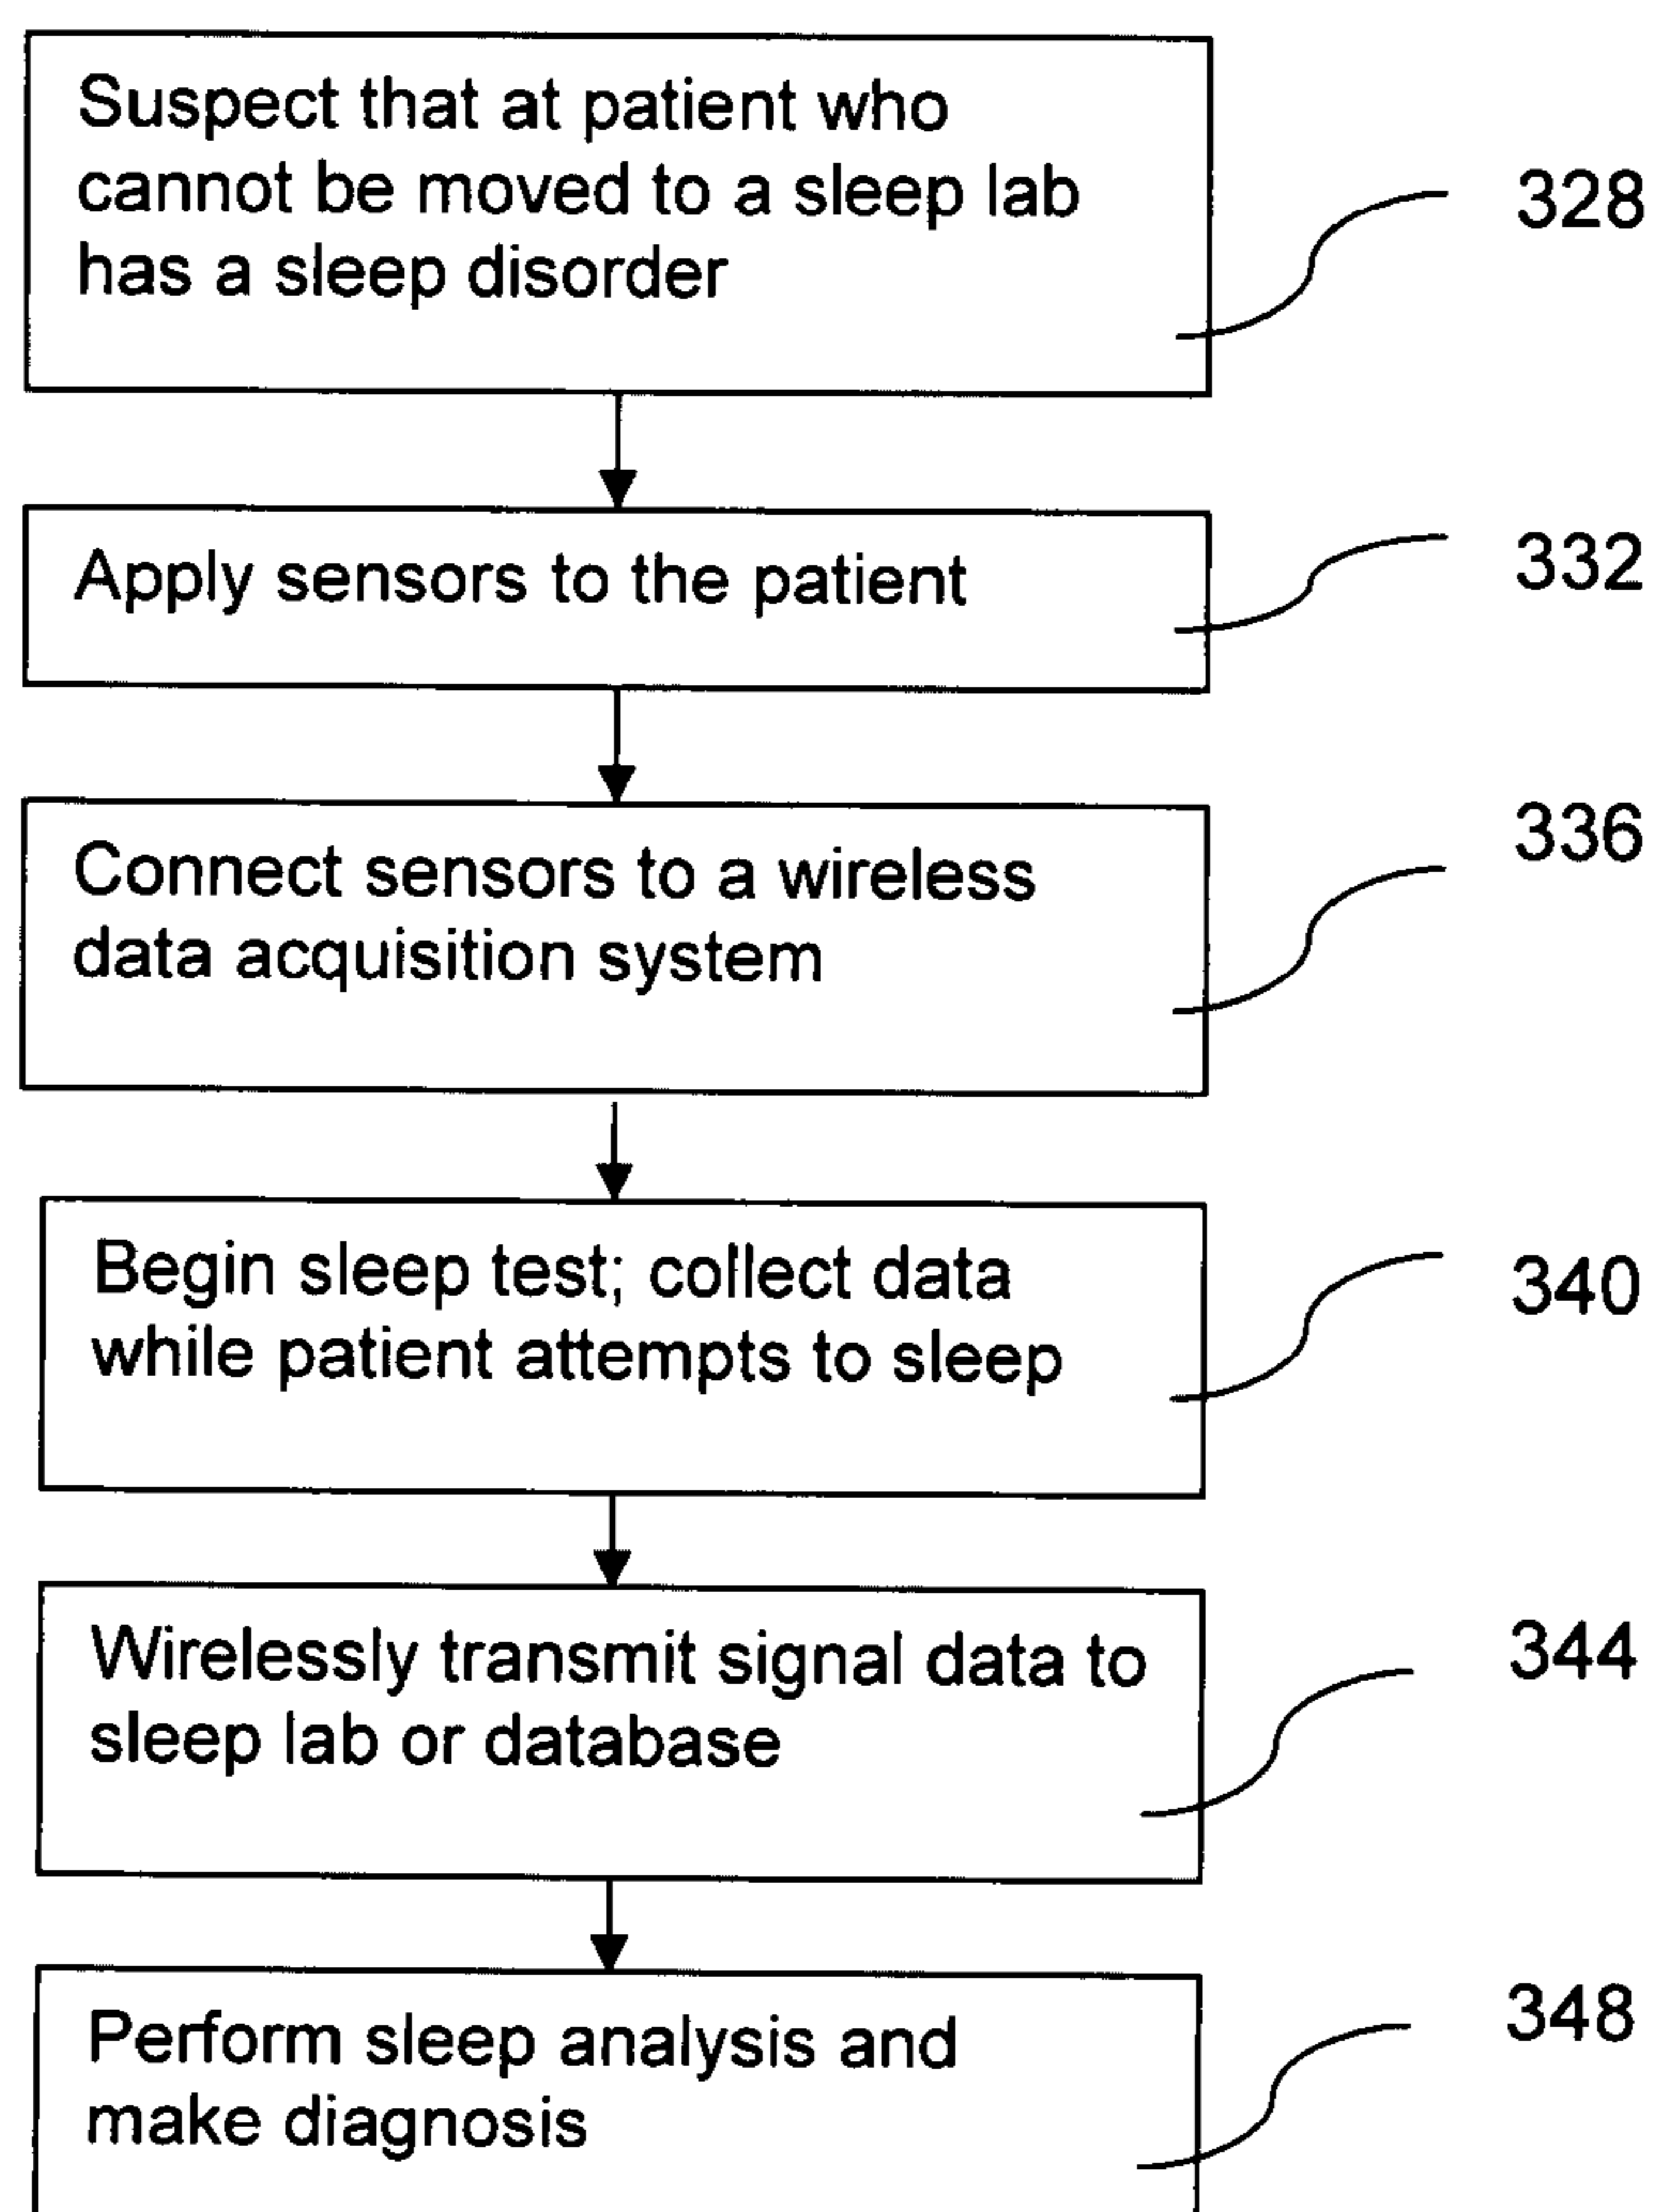 Suspect that at patient who
cannot be moved to a sleep lab
has a sleep disorder
328
Apply sensors to the patient
332
Connect sensors to a wireless
data acquisition system
336
Begin sleep test; collect data
while patient attempts to sleep
340
Wirelessly transmit signal data to
sleep lab or database
344
Perform sleep analysis and
make diagnosis
348